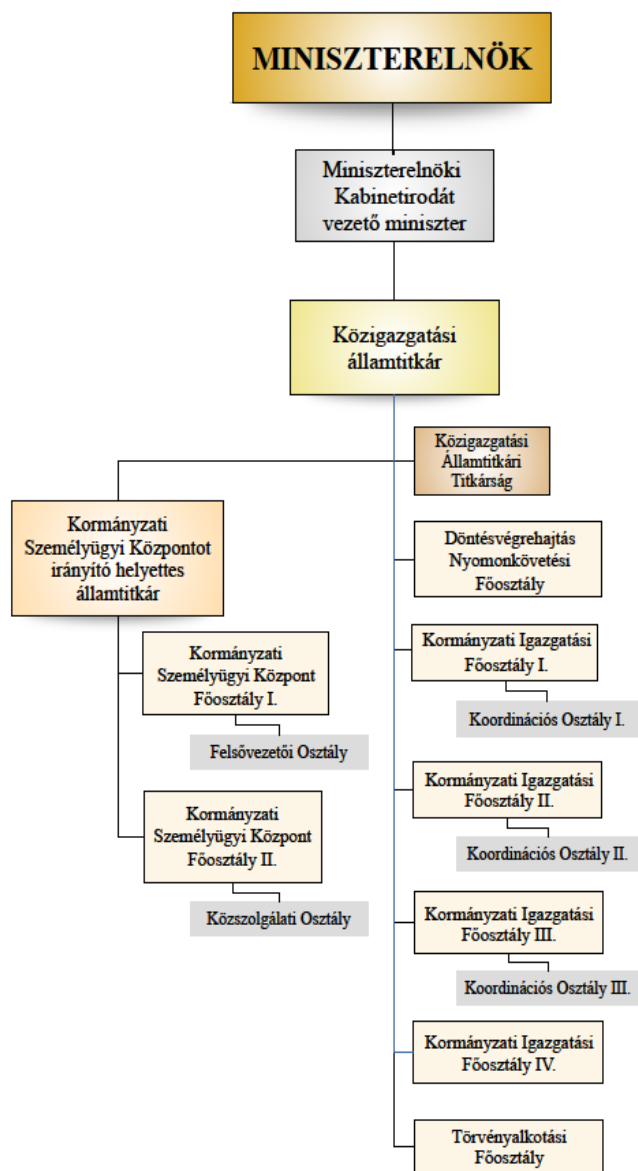 MINISZTERELNÖK
Miniszterelnöki
Kabinetirodát
vezető miniszter
Közigazgatási
államtitkár
Közigazgatási
Államtitkári
Titkárság
Kormányzati
Személyügyi Központot
irányító helyettes
államtitkár
Kormányzati
Személyügyi Központ
Főosztály I.
Felsővezetői Osztály
Kormányzati
Személyügyi Központ
Főosztály II.
Közszolgálati Osztály
Döntésvégrehajtás
Nyomonkövetési
Főosztály
Kormányzati Igazgatási
Főosztály I.
Koordinációs Osztály I.
Kormányzati Igazgatási
Főosztály II.
Koordinációs Osztály II.
Kormányzati Igazgatási
Főosztály III.
Koordinációs Osztály III.
Kormányzati Igazgatási
Főosztály IV.
Törvényalkotási
Főosztály